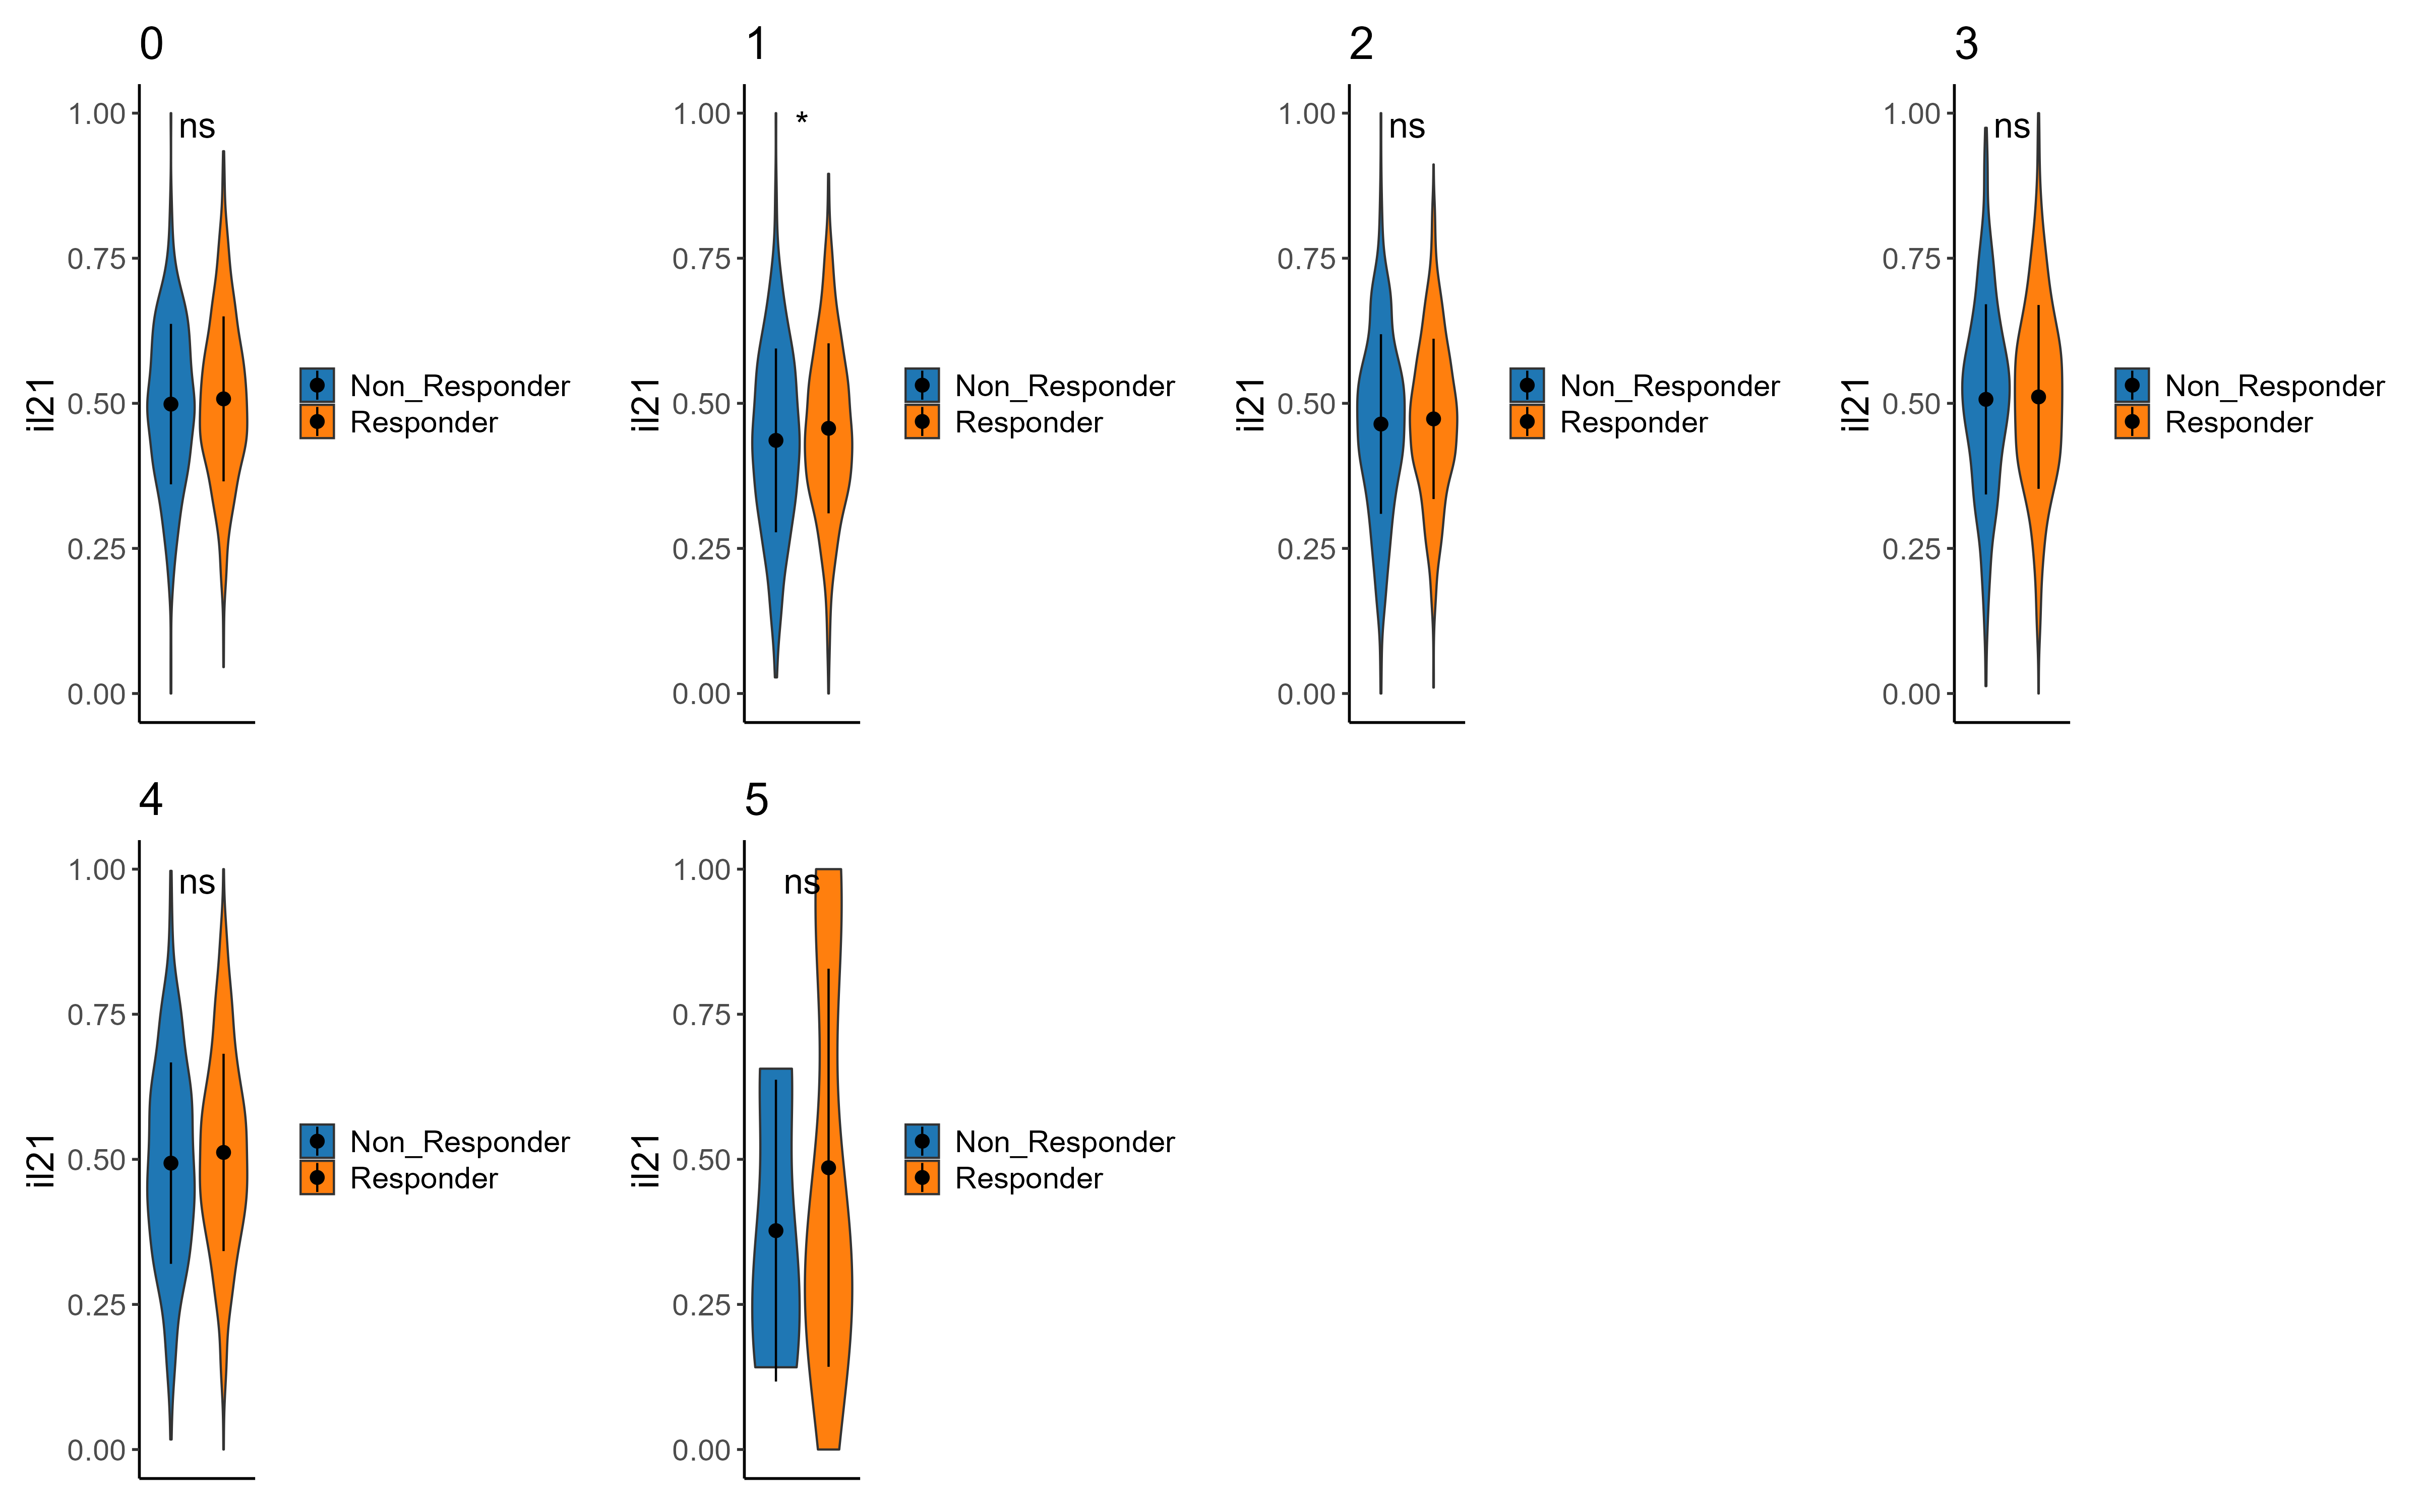 0
1.00
0.75
0.50
0.25
0.00
il21
ns
Non_Responder
Responder
1
1.00
0.75
0.50
0.25
0.00
il21
*
Non_Responder
Responder
2
1.00
0.75
0.50
0.25
0.00
il21
ns
Non_Responder
Responder
3
1.00
0.75
0.50
0.25
0.00
il21
ns
Non_Responder
Responder
4
1.00
0.75
0.50
0.25
0.00
il21
ns
Non_Responder
Responder
5
1.00
0.75
0.50
0.25
0.00
il21
ns
Non_Responder
Responder